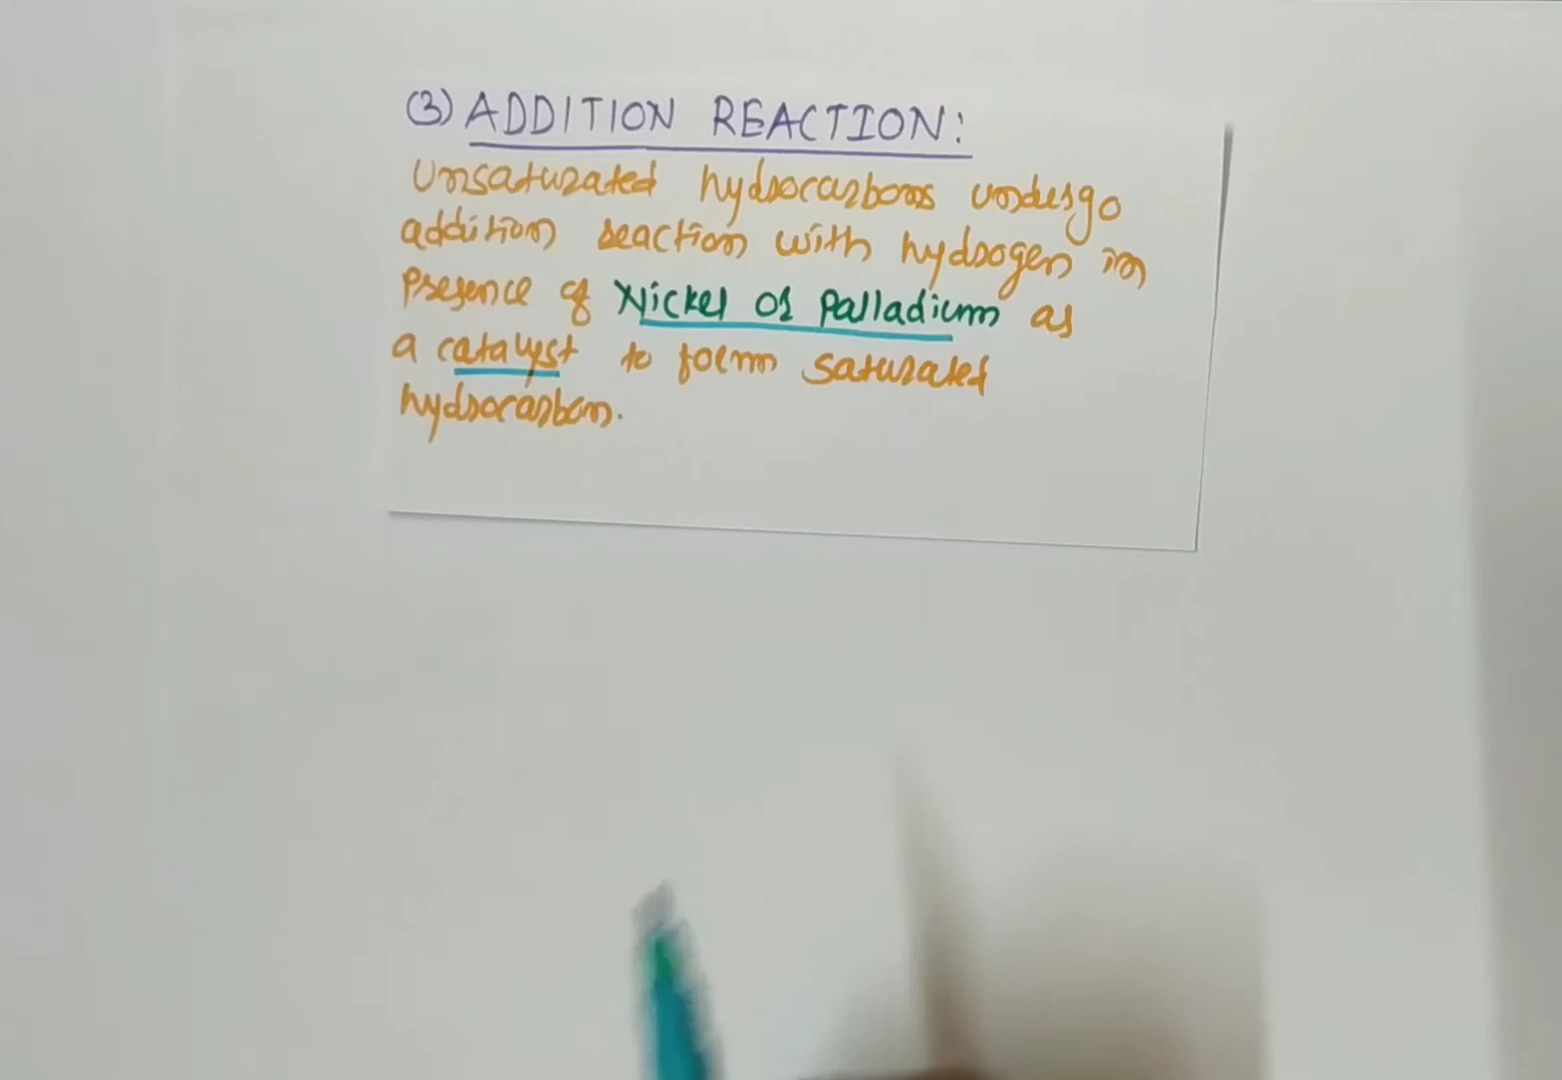 (3) ADDITION REACTION:
Unsaturated hydrocarbons undergo
addition reaction with hydrogen in
presence of Nickel or Palladium as
a catalyst to form saturated
hydrocarbon.